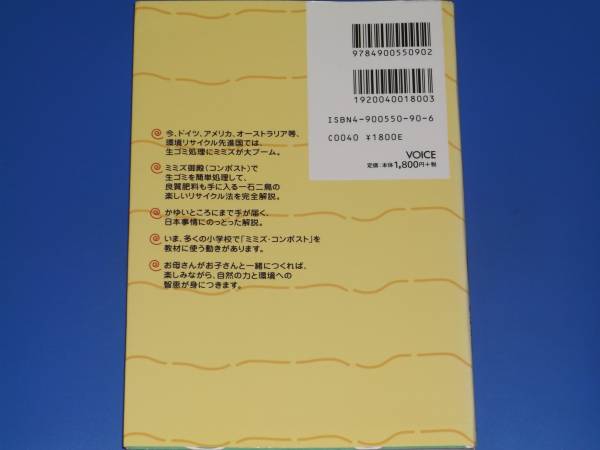 9784900550902
1920040018003
ISBN4-900550-90-6
C0040 ¥1800E
VOICE
定価:本体1,800円+税
今、ドイツ、アメリカ、オーストラリア等、
環境リサイクル先進国では、
生ゴミ処理にミミズが大ブーム。
ミミズ御殿(コンポスト)で
生ゴミを簡単処理して、
良質肥料も手に入る一石二鳥の
楽しいリサイクル法を完全解説。
かゆいところにまで手が届く、
日本事情にのっとった解説。
いま、多くの小学校で「ミミズ・コンポスト」を
教材に使う動きがあります。
お母さんがお子さんと一緒につくれば、
楽しみながら、自然の力と環境への
智恵が身につきます。